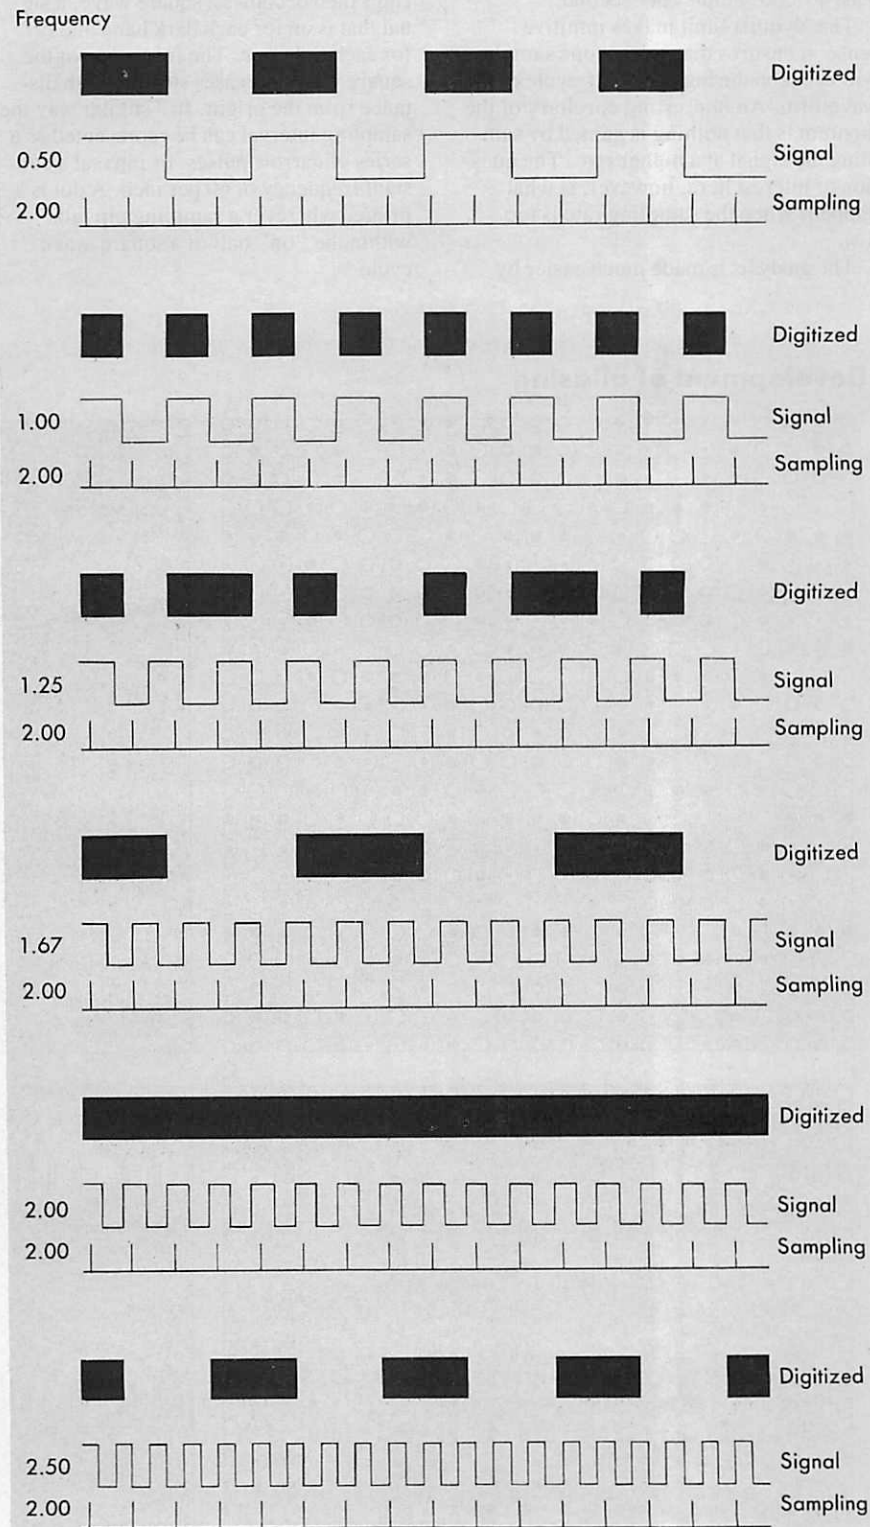 Frequency
Digitized
0.50 Signal
2.00 Sampling
Digitized
1.00 Signal
2.00 Sampling
Digitized
1.25 Signal
2.00 Sampling
Digitized
1.67 Signal
2.00 Sampling
Digitized
2.00 Signal
2.00 Sampling
Digitized
2.50 Signal
2.00 Sampling